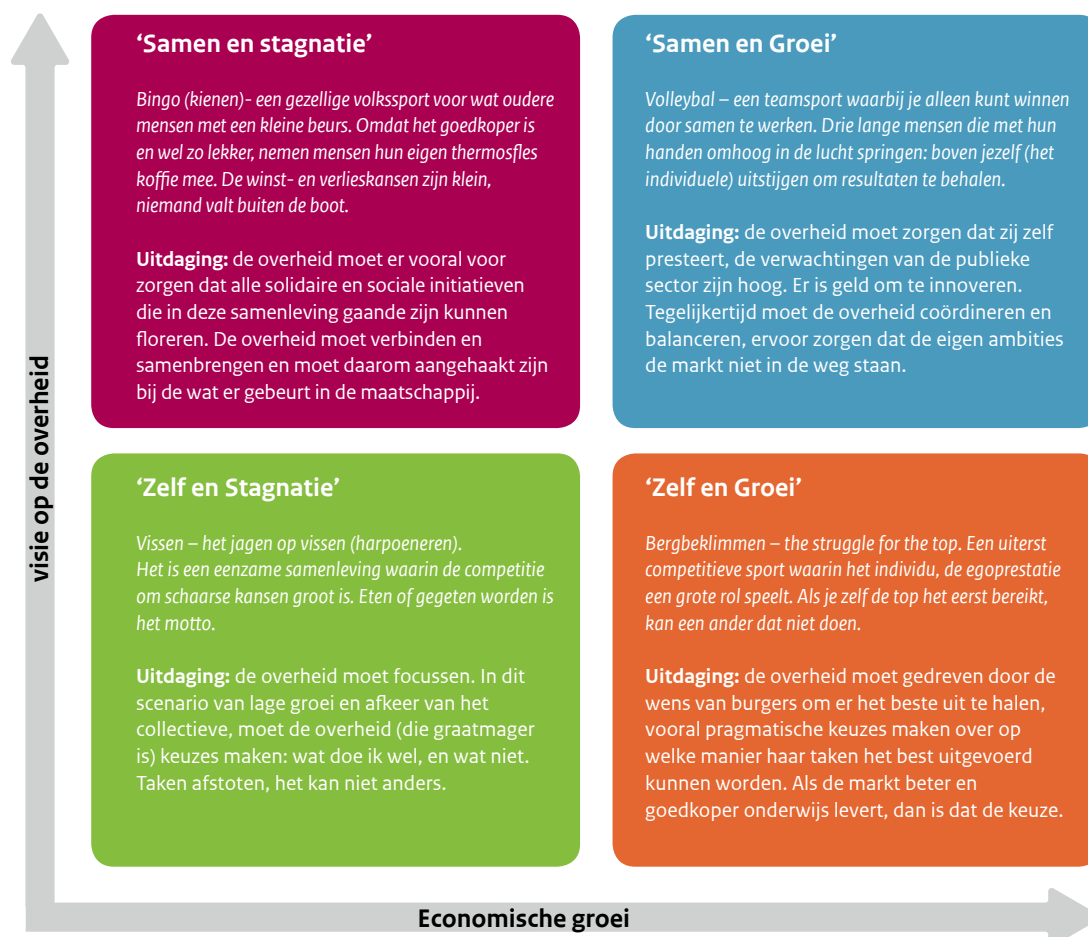 ‘Samen en stagnatie’
Bingo (kienen)- een gezellige volkssport voor wat oudere
mensen met een kleine beurs. Omdat het goedkoper is
en wel zo lekker, nemen mensen hun eigen thermosfles
koffie mee. De winst- en verlieskansen zijn klein,
niemand valt buiten de boot.
Uitdaging: de overheid moet er vooral voor
zorgen dat alle solidaire en sociale initiatieven
die in deze samenleving gaande zijn kunnen
floreren. De overheid moet verbinden en
samenbrengen en moet daarom aangehaakt zijn
bij de wat er gebeurt in de maatschappij.
‘Samen en Groei’
Volleybal – een teamsport waarbij je alleen kunt winnen
door samen te werken. Drie lange mensen die met hun
handen omhoog in de lucht springen: boven jezelf (het
individuele) uitstijgen om resultaten te behalen.
Uitdaging: de overheid moet zorgen dat zij zelf
presteert, de verwachtingen van de publieke
sector zijn hoog. Er is geld om te innoveren.
Tegelijkertijd moet de overheid coördineren en
balanceren, ervoor zorgen dat de eigen ambities
de markt niet in de weg staan.
visie op de overheid
‘Zelf en Stagnatie’
Vissen – het jagen op vissen (harpoeneren).
Het is een eenzame samenleving waarin de competitie
om schaarse kansen groot is. Eten of gegeten worden is
het motto.
Uitdaging: de overheid moet focussen. In dit
scenario van lage groei en afkeer van het
collectieve, moet de overheid (die graatmager
is) keuzes maken: wat doe ik wel, en wat niet.
Taken afstoten, het kan niet anders.
‘Zelf en Groei’
Bergbeklimmen – the struggle for the top. Een uiterst
competitieve sport waarin het individu, de egoprestatie
een grote rol speelt. Als je zelf de top het eerst bereikt,
kan een ander dat niet doen.
Uitdaging: de overheid moet gedreven door de
wens van burgers om er het beste uit te halen,
vooral pragmatische keuzes maken over op
welke manier haar taken het best uitgevoerd
kunnen worden. Als de markt beter en
goedkoper onderwijs levert, dan is dat de keuze.
Economische groei